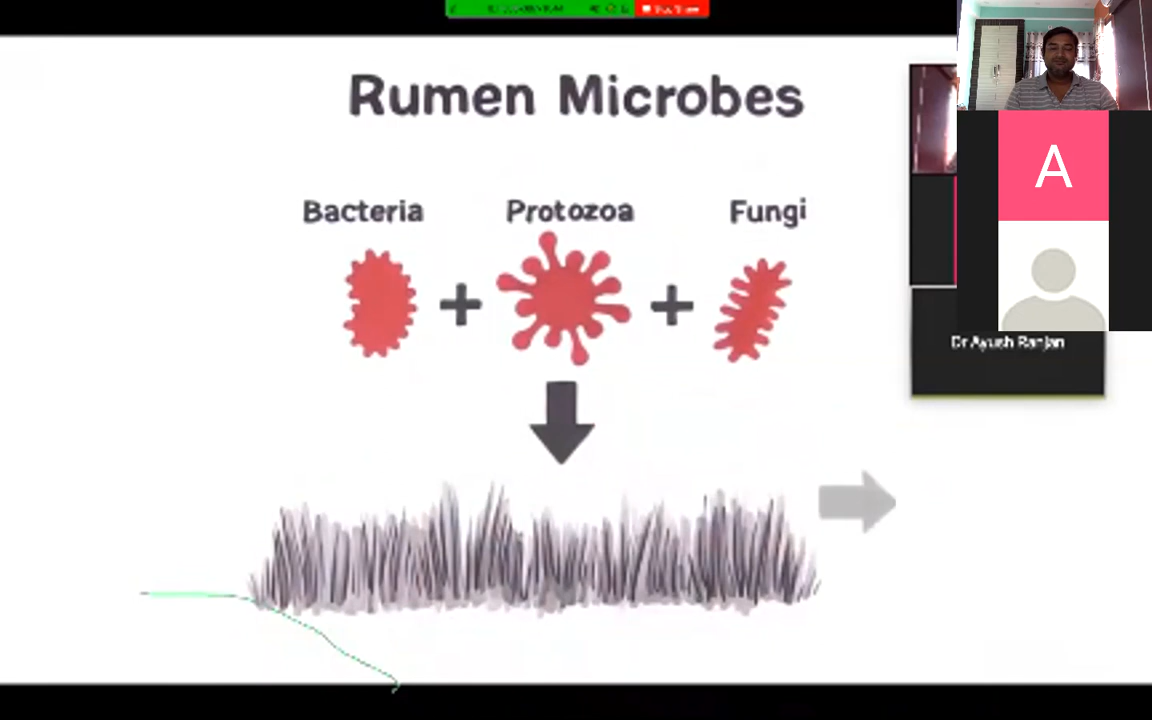 Rumen Microbes
Bacteria
Protozoa
Fungi
A
Dr Ayush Ranjan